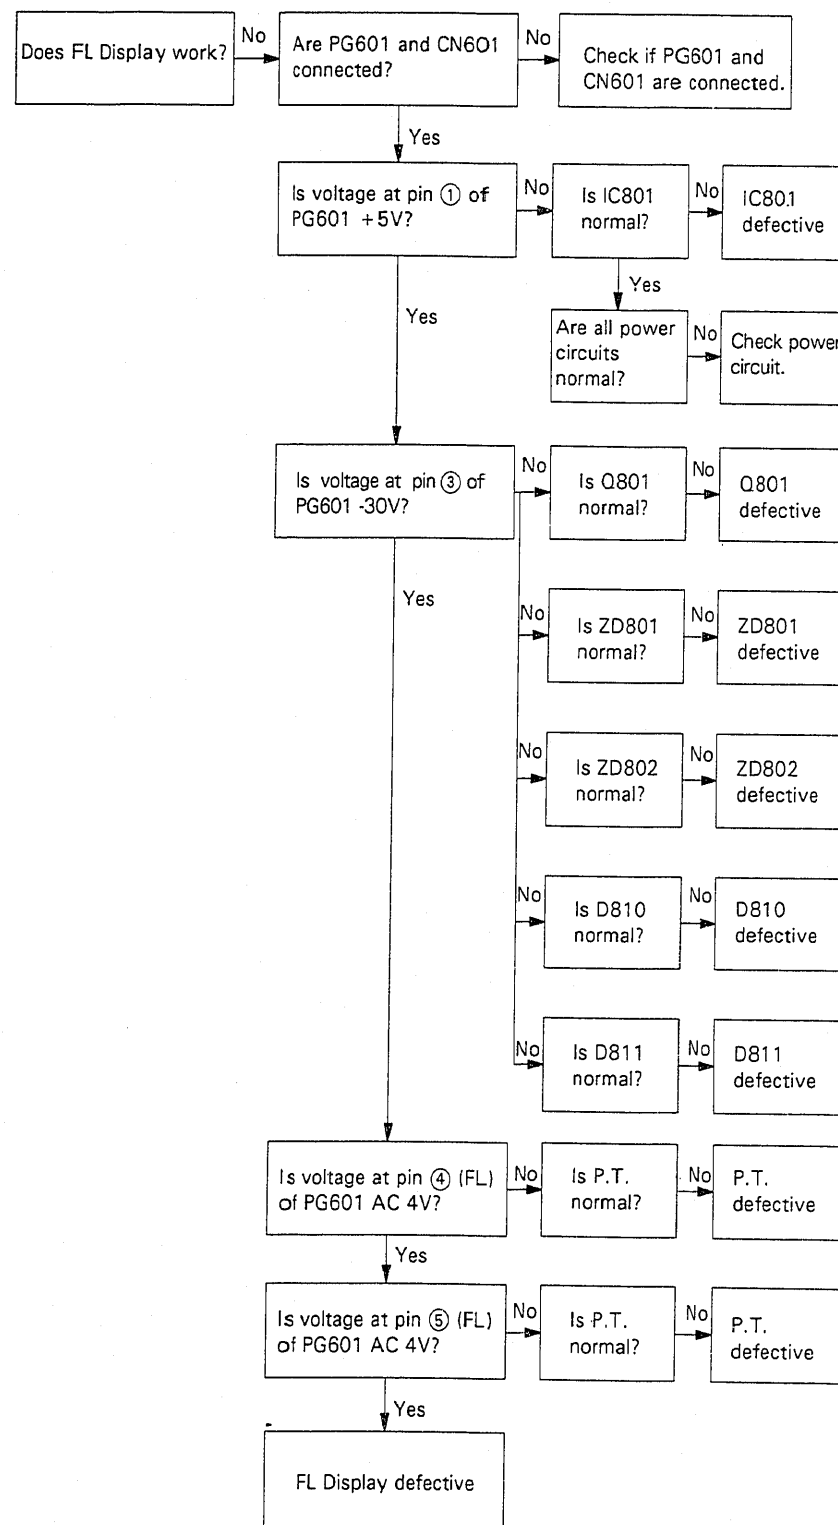 Does FL Display work?
No
Are PG601 and CN601
connected?
No
Check if PG601 and
CN601 are connected.
Yes
Is voltage at pin ① of
PG601 +5V?
No
Is IC801
normal?
No
IC80.1
defective
Yes
Yes
Are all power
circuits
normal?
No
Check power
circuit.
Is voltage at pin ③ of
PG601 -30V?
No
Is Q801
normal?
No
Q801
defective
Yes
No
Is ZD801
normal?
No
ZD801
defective
No
Is ZD802
normal?
No
ZD802
defective
No
Is D810
normal?
No
D810
defective
No
Is D811
normal?
No
D811
defective
Is voltage at pin ④ (FL)
of PG601 AC 4V?
No
Is P.T.
normal?
No
P.T.
defective
Yes
Is voltage at pin ⑤ (FL)
of PG601 AC 4V?
No
Is P.T.
normal?
No
P.T.
defective
Yes
FL Display defective